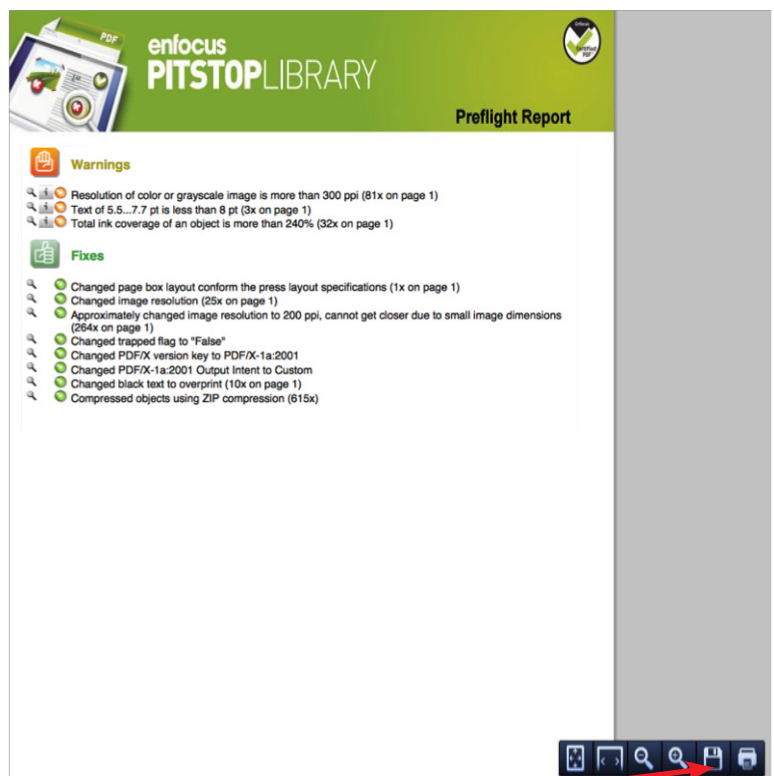 PDF
enfocus
PITSTOPLIBRARY
Enfocus
Certified
PDF
Preflight Report
Warnings
Resolution of color or grayscale image is more than 300 ppi (81x on page 1)
Text of 5.5...7.7 pt is less than 8 pt (3x on page 1)
Total ink coverage of an object is more than 240% (32x on page 1)
Fixes
Changed page box layout conform the press layout specifications (1x on page 1)
Changed image resolution (25x on page 1)
Approximately changed image resolution to 200 ppi, cannot get closer due to small image dimensions
(264x on page 1)
Changed trapped flag to "False"
Changed PDF/X version key to PDF/X-1a:2001
Changed PDF/X-1a:2001 Output Intent to Custom
Changed black text to overprint (10x on page 1)
Compressed objects using ZIP compression (615x)